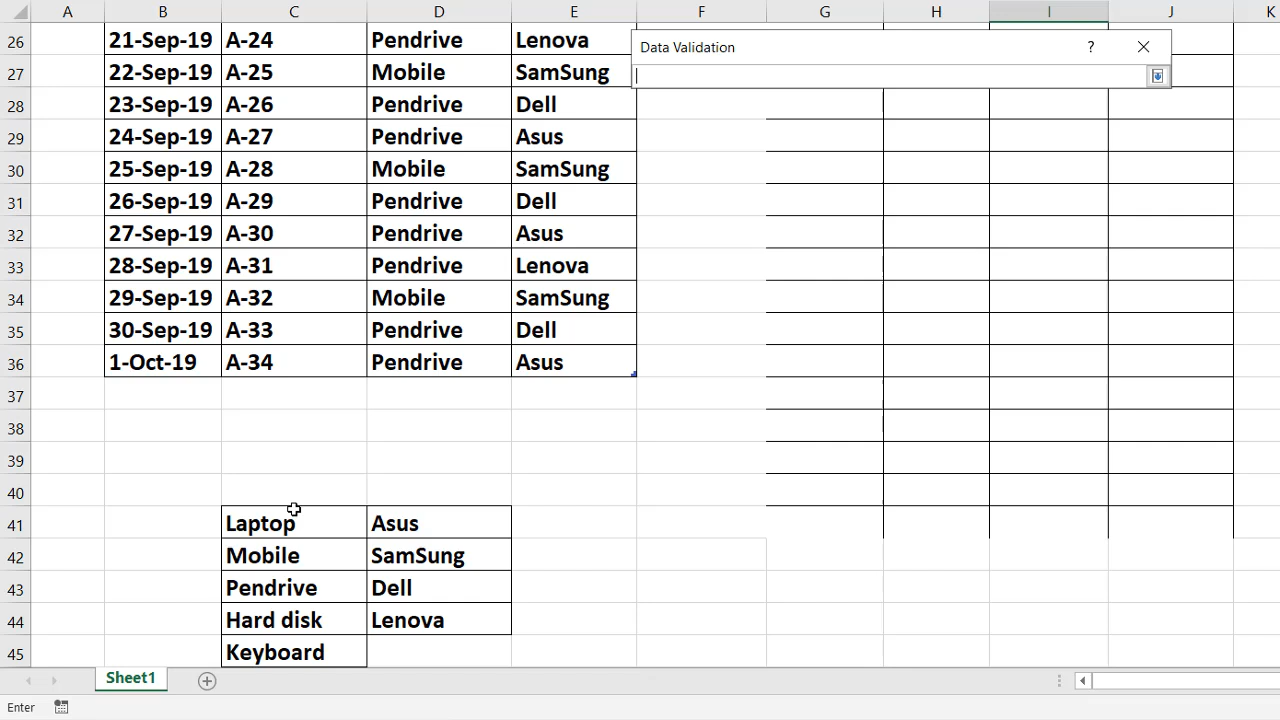 A B C D E F G H I J K
Data Validation ?
26 21-Sep-19 A-24 Pendrive Lenova
27 22-Sep-19 A-25 Mobile SamSung
28 23-Sep-19 A-26 Pendrive Dell
29 24-Sep-19 A-27 Pendrive Asus
30 25-Sep-19 A-28 Mobile SamSung
31 26-Sep-19 A-29 Pendrive Dell
32 27-Sep-19 A-30 Pendrive Asus
33 28-Sep-19 A-31 Pendrive Lenova
34 29-Sep-19 A-32 Mobile SamSung
35 30-Sep-19 A-33 Pendrive Dell
36 1-Oct-19 A-34 Pendrive Asus
37
38
39
40
41 Laptop Asus
42 Mobile SamSung
43 Pendrive Dell
44 Hard disk Lenova
45 Keyboard
Sheet1
Enter